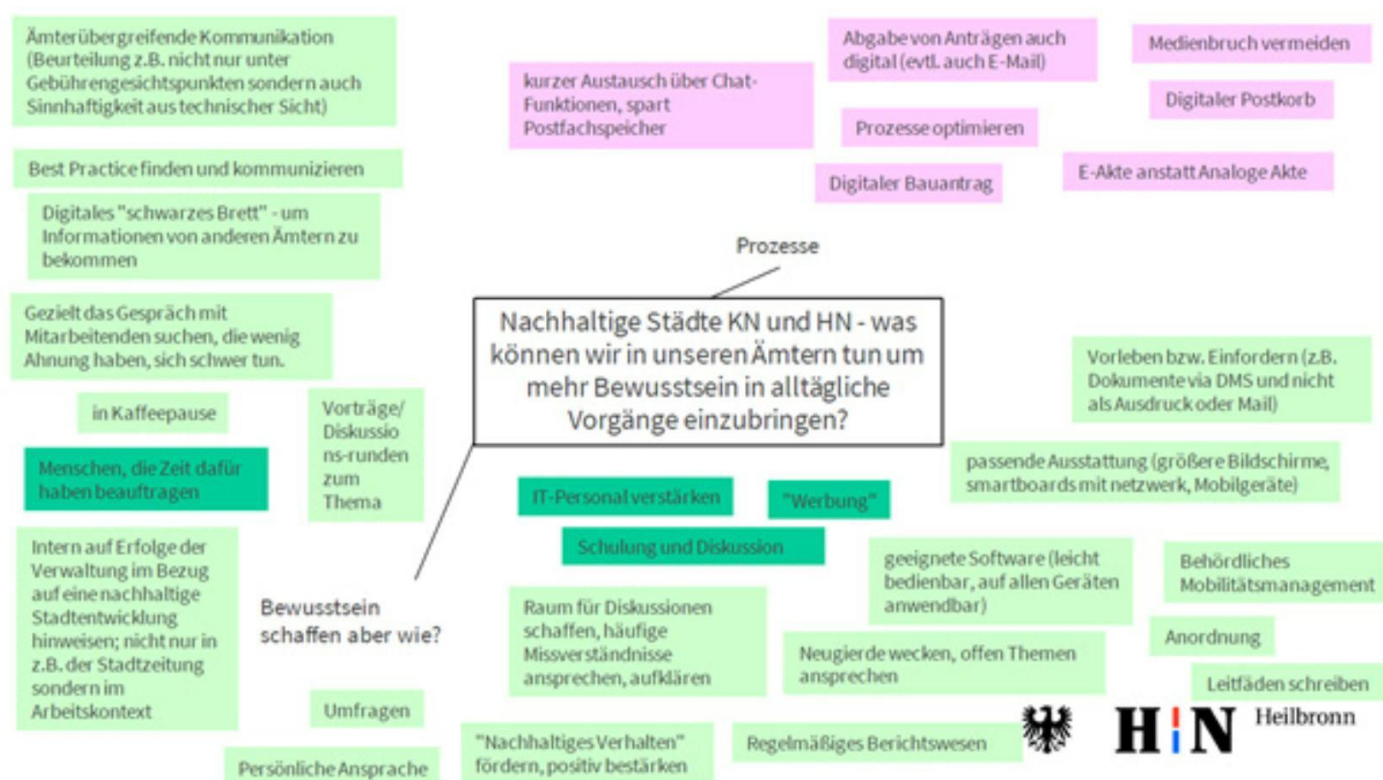 Ämterübergreifende Kommunikation
(Beurteilung z.B. nicht nur unter
Gebührengesichtspunkten sondern auch
Sinnhaftigkeit aus technischer Sicht)
Best Practice finden und kommunizieren
Digitales "schwarzes Brett" - um
Informationen von anderen Ämtern zu
bekommen
Gezielt das Gespräch mit
Mitarbeitenden suchen, die wenig
Ahnung haben, sich schwer tun.
in Kaffeepause
Vorträge/
Diskussio
ns-runden
zum
Thema
Menschen, die Zeit dafür
haben beauftragen
Intern auf Erfolge der
Verwaltung im Bezug
auf eine nachhaltige
Stadtentwicklung
hinweisen; nicht nur in
z.B. der Stadtzeitung
sondern im
Arbeitskontext
Bewusstsein
schaffen aber wie?
Umfragen
Persönliche Ansprache
kurzer Austausch über Chat-
Funktionen, spart
Postfachspeicher
Abgabe von Anträgen auch
digital (evtl. auch E-Mail)
Medienbruch vermeiden
Digitaler Postkorb
Prozesse optimieren
Digitaler Bauantrag
E-Akte anstatt Analoge Akte
Prozesse
Nachhaltige Städte KN und HN - was
können wir in unseren Ämtern tun um
mehr Bewusstsein in alltägliche
Vorgänge einzubringen?
Vorleben bzw. Einfordern (z.B.
Dokumente via DMS und nicht
als Ausdruck oder Mail)
passende Ausstattung (größere Bildschirme,
smartboards mit netzwerk, Mobilgeräte)
IT-Personal verstärken
"Werbung"
Schulung und Diskussion
geeignete Software (leicht
bedienbar, auf allen Geräten
anwendbar)
Behördliches
Mobilitätsmanagement
Raum für Diskussionen
schaffen, häufige
Missverständnisse
ansprechen, aufklären
Anordnung
Neugierde wecken, offen Themen
ansprechen
Leitfäden schreiben
"Nachhaltiges Verhalten"
fördern, positiv bestärken
Regelmäßiges Berichtswesen
H N Heilbronn